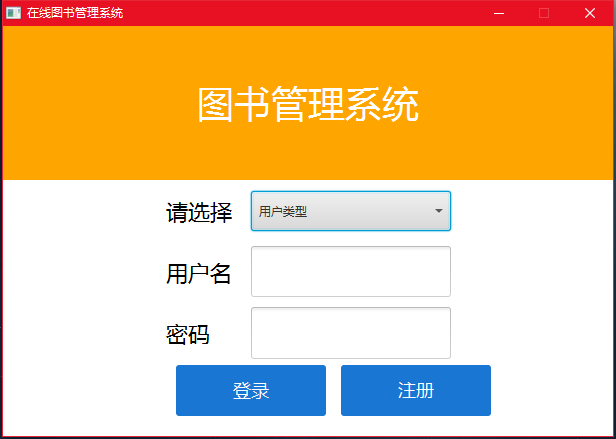 在线图书管理系统
图书管理系统
请选择 用户类型
用户名
密码
登录 注册